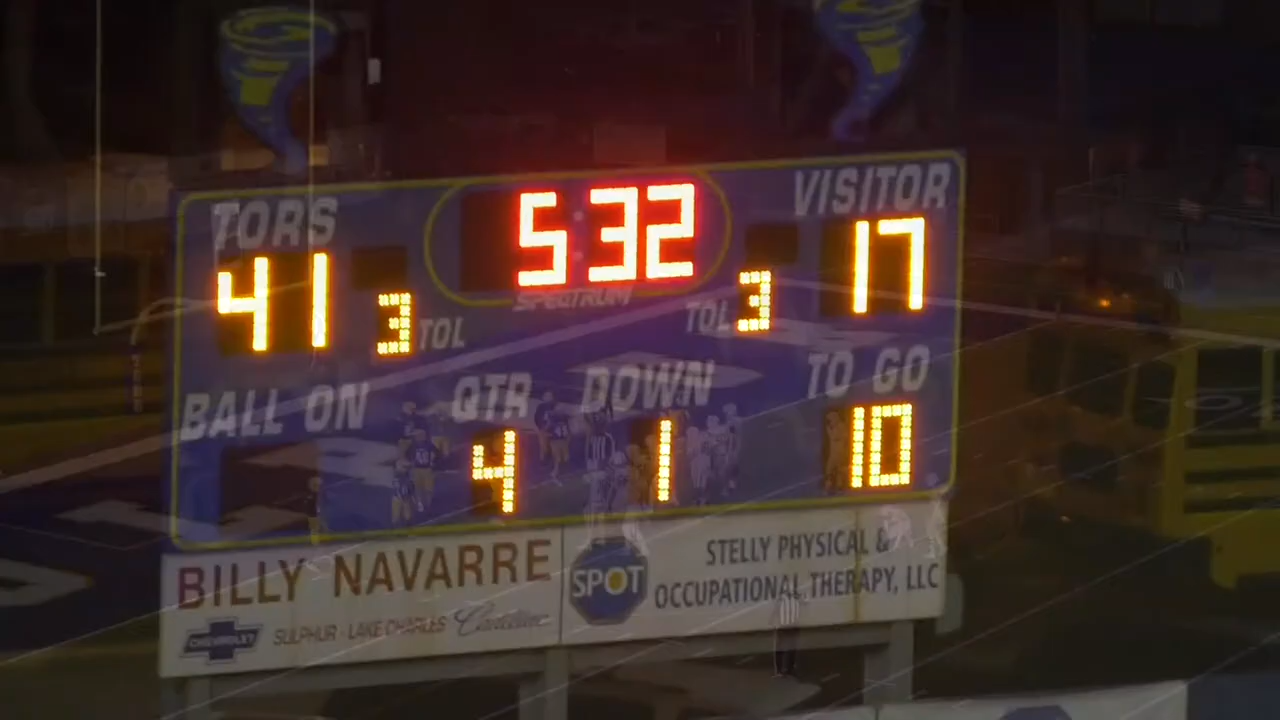 TORS
5 32
VISITOR
41
3 TOL
SPECTRUM
TOL 3
17
BALL ON
QTR
DOWN
TO GO
4
1
10
BILLY NAVARRE
CHEVROLET SULPHUR - LAKE CHARLES Cadillac
SPOT
STELLY PHYSICAL &
OCCUPATIONAL THERAPY, LLC